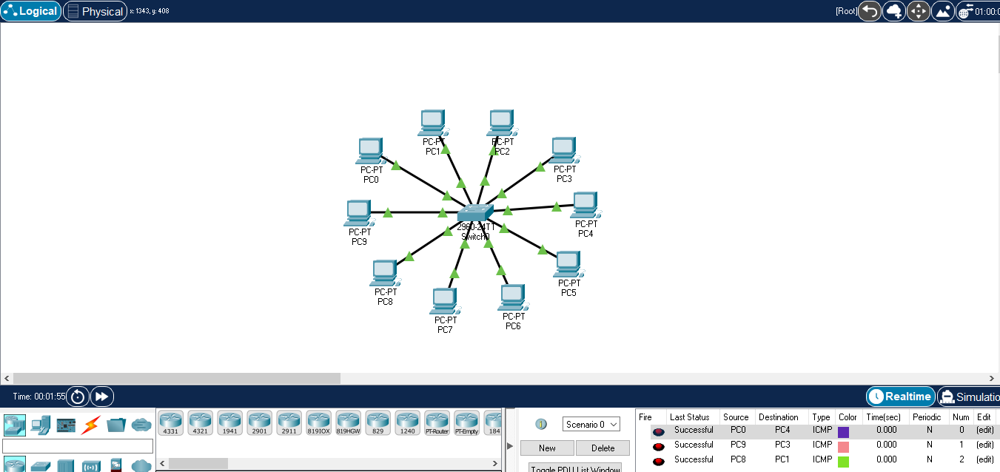 Logical Physical x: 1343, y: 408 [Root] 01:00:0
PC-PT
PC1
PC-PT
PC2
PC-PT
PC0
PC-PT
PC3
PC-PT
PC9
2960-24TT
Switch0
PC-PT
PC4
PC-PT
PC8
PC-PT
PC5
PC-PT
PC7
PC-PT
PC6
Time: 00:01:55 Realtime Simulatio
4331 4321 1941 2901 2911 819IOX 819HGW 829 1240 PT-Router PT-Empty 184
Scenario 0
New Delete
Toggle PDU List Window
Fire Last Status Source Destination Type Color Time(sec) Periodic Num Edit
Successful PC0 PC4 ICMP 0.000 N 0 (edit)
Successful PC9 PC3 ICMP 0.000 N 1 (edit)
Successful PC8 PC1 ICMP 0.000 N 2 (edit)